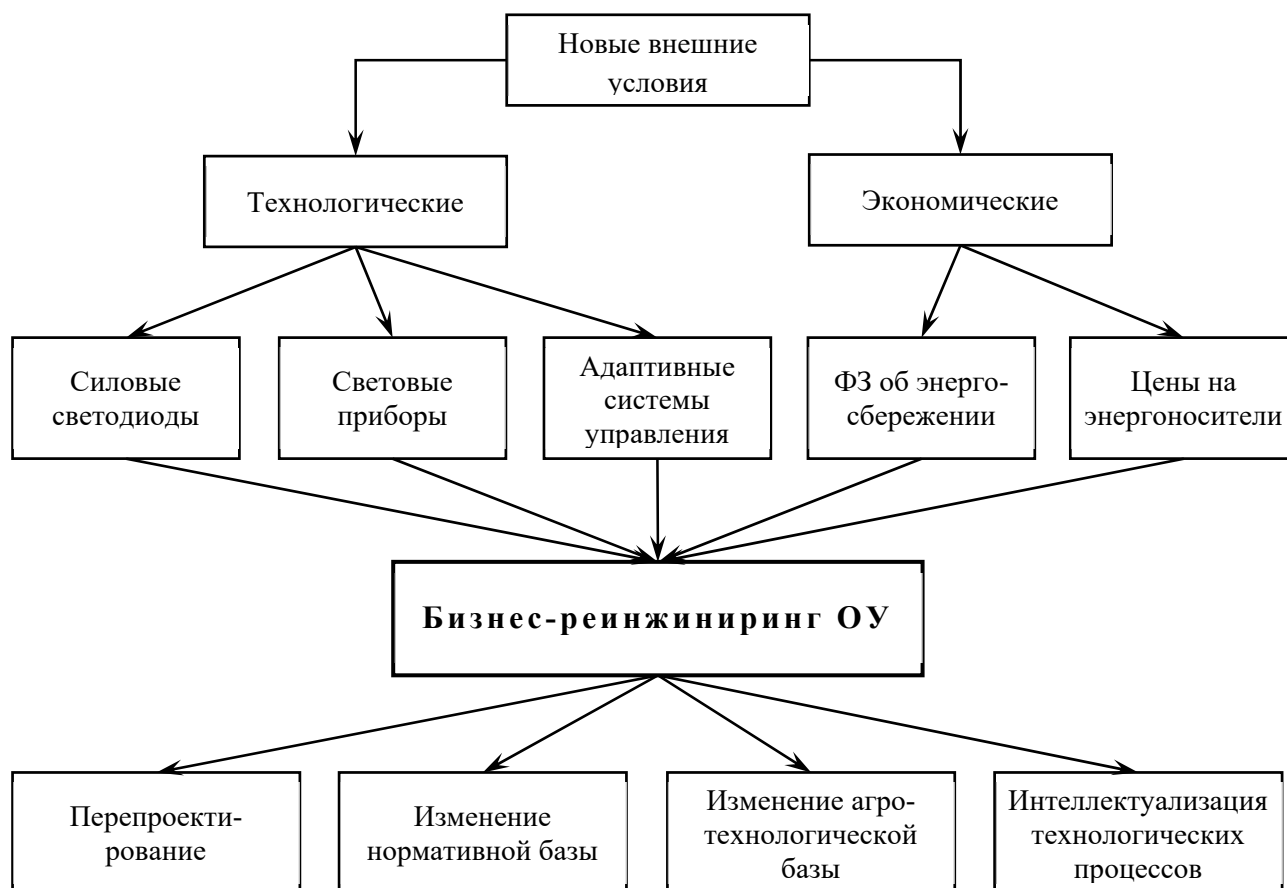 Новые внешние
условия
Технологические
Экономические
Силовые
светодиоды
Световые
приборы
Адаптивные
системы
управления
ФЗ об энерго-
сбережении
Цены на
энергоносители
Бизнес-реинжиниринг ОУ
Перепроекти-
рование
Изменение
нормативной базы
Изменение агро-
технологической
базы
Интеллектуализация
технологических
процессов